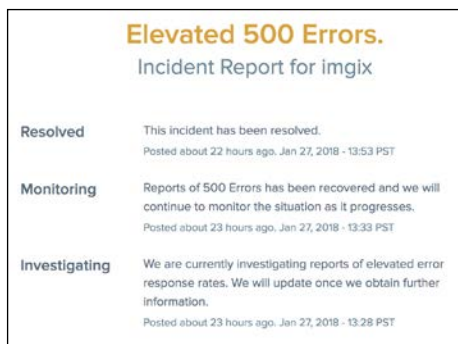 Elevated 500 Errors.
Incident Report for imgix
Resolved
This incident has been resolved.
Posted about 22 hours ago. Jan 27, 2018 - 13:53 PST
Monitoring
Reports of 500 Errors has been recovered and we will
continue to monitor the situation as it progresses.
Posted about 23 hours ago. Jan 27, 2018 - 13:33 PST
Investigating
We are currently investigating reports of elevated error
response rates. We will update once we obtain further
information.
Posted about 23 hours ago. Jan 27, 2018 - 13:28 PST